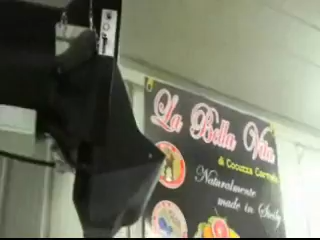 La Bella Vita
di Cocuzza Carmelo
Naturalmente
made in Sicily